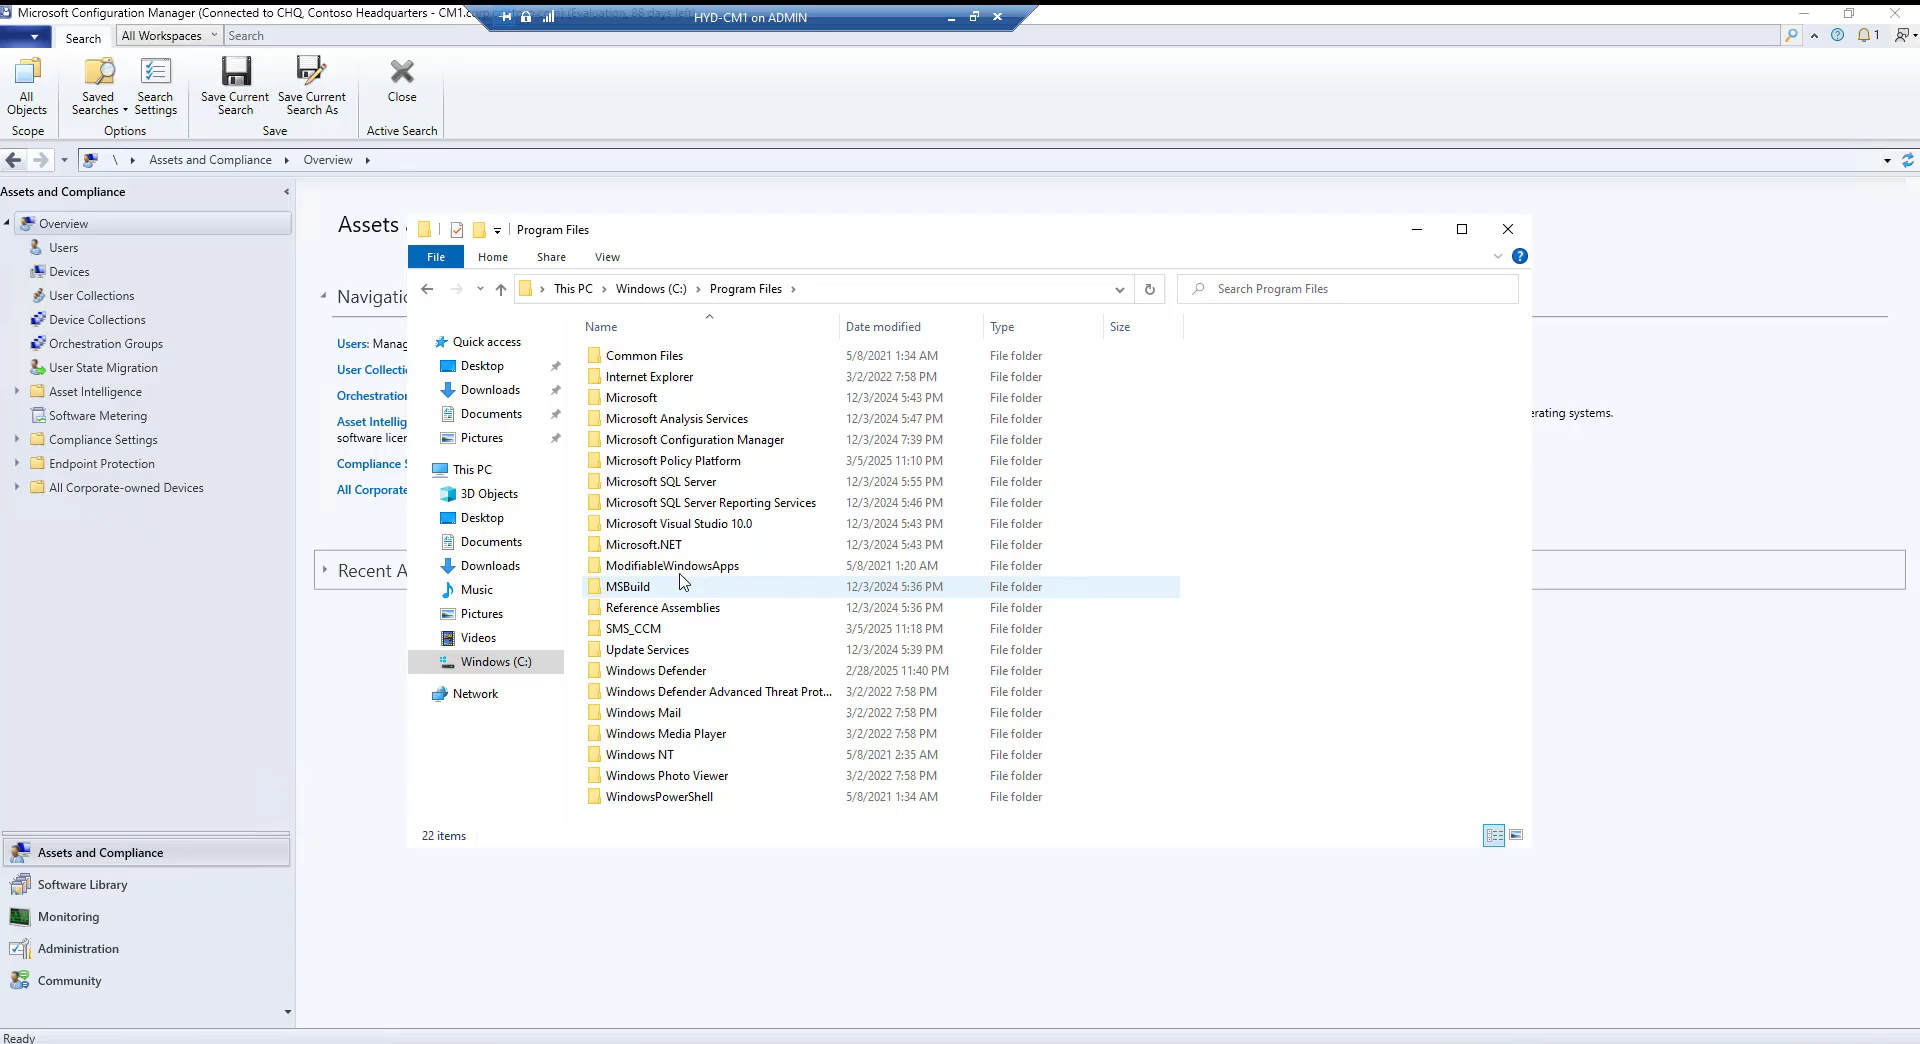 Microsoft Configuration Manager (Connected to CHQ, Contoso Headquarters - CM1.
HYD-CM1 on ADMIN
Search
All Workspaces
Search
1
All Objects
Saved Searches
Search Settings
Save Current Search
Save Current Search As
Close
Scope
Options
Save
Active Search
\ Assets and Compliance Overview
Assets and Compliance
Overview
Users
Devices
User Collections
Device Collections
Orchestration Groups
User State Migration
Asset Intelligence
Software Metering
Compliance Settings
Endpoint Protection
All Corporate-owned Devices
Assets and Compliance
Software Library
Monitoring
Administration
Community
Ready
Assets
Users: Manag
Asset Intellig
software licer
Compliance S
All Corporate
Recent A
erating systems.
Program Files
File
Home
Share
View
This PC Windows (C:) Program Files
Search Program Files
Quick access
Desktop
Downloads
Documents
Pictures
This PC
3D Objects
Desktop
Documents
Downloads
Music
Pictures
Videos
Windows (C:)
Network
Name Date modified Type Size
Common Files 5/8/2021 1:34 AM File folder
Internet Explorer 3/2/2022 7:58 PM File folder
Microsoft 12/3/2024 5:43 PM File folder
Microsoft Analysis Services 12/3/2024 5:47 PM File folder
Microsoft Configuration Manager 12/3/2024 7:39 PM File folder
Microsoft Policy Platform 3/5/2025 11:10 PM File folder
Microsoft SQL Server 12/3/2024 5:55 PM File folder
Microsoft SQL Server Reporting Services 12/3/2024 5:46 PM File folder
Microsoft Visual Studio 10.0 12/3/2024 5:43 PM File folder
Microsoft.NET 12/3/2024 5:43 PM File folder
ModifiableWindowsApps 5/8/2021 1:20 AM File folder
MSBuild 12/3/2024 5:36 PM File folder
Reference Assemblies 12/3/2024 5:36 PM File folder
SMS_CCM 3/5/2025 11:18 PM File folder
Update Services 12/3/2024 5:39 PM File folder
Windows Defender 2/28/2025 11:40 PM File folder
Windows Defender Advanced Threat Prot... 3/2/2022 7:58 PM File folder
Windows Mail 3/2/2022 7:58 PM File folder
Windows Media Player 3/2/2022 7:58 PM File folder
Windows NT 5/8/2021 2:35 AM File folder
Windows Photo Viewer 3/2/2022 7:58 PM File folder
WindowsPowerShell 5/8/2021 1:34 AM File folder
22 items